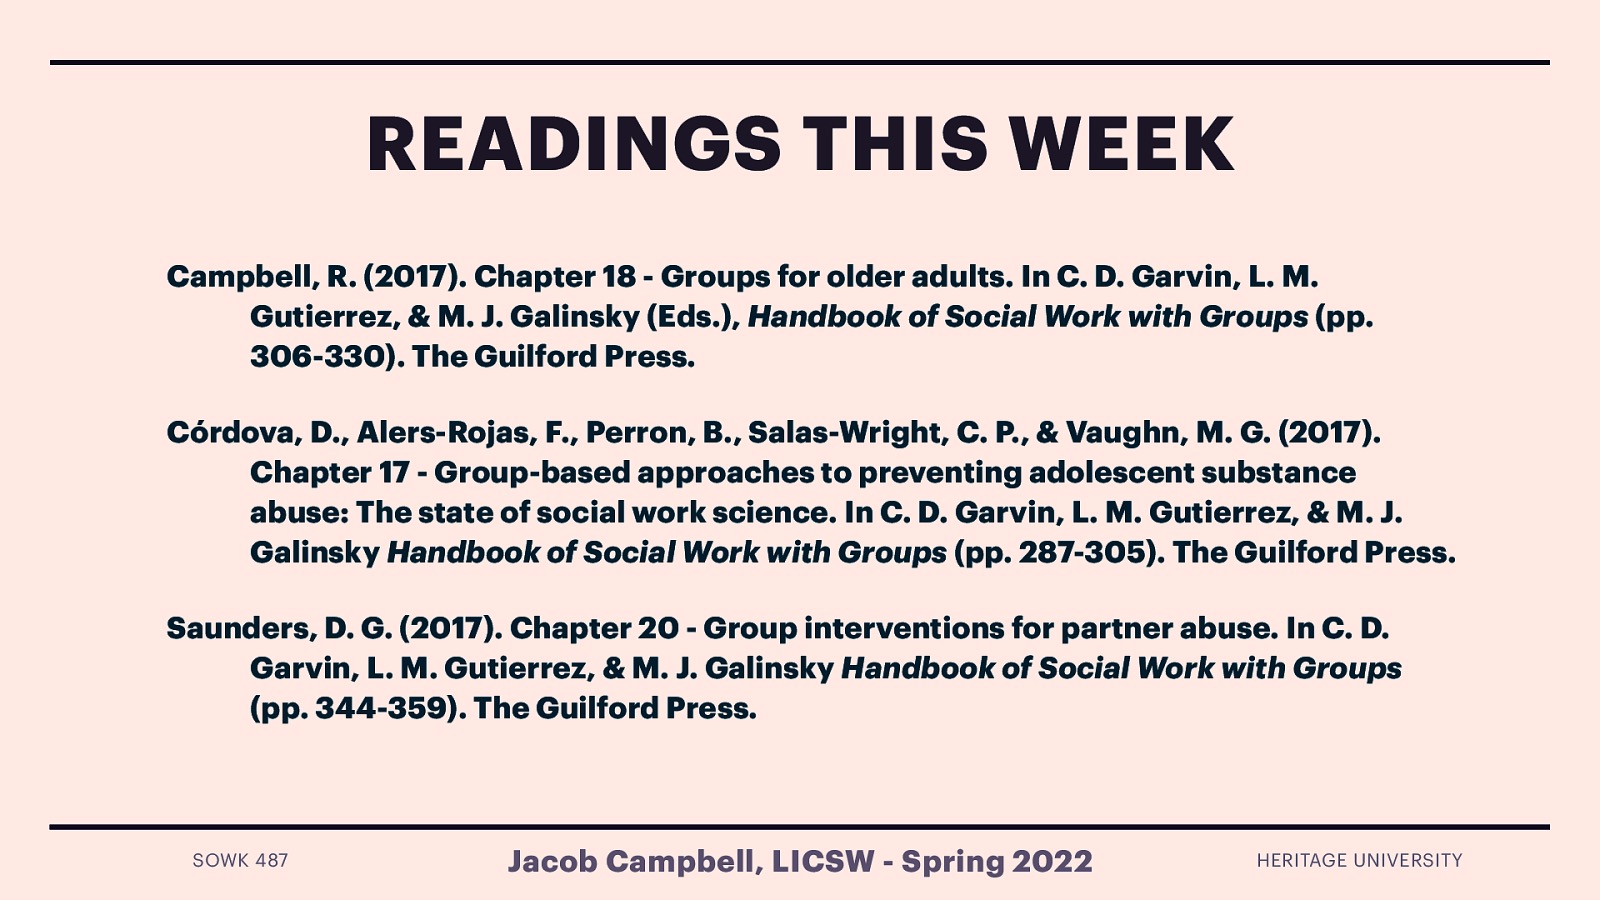 READINGS THIS WEEK
Campbell, R. (2017). Chapter 18 - Groups for older adults. In C. D. Garvin, L. M.
Gutierrez, & M. J. Galinsky (Eds.), Handbook of Social Work with Groups (pp.
306-330). The Guilford Press.
Córdova, D., Alers-Rojas, F., Perron, B., Salas-Wright, C. P., & Vaughn, M. G. (2017).
Chapter 17 - Group-based approaches to preventing adolescent substance
abuse: The state of social work science. In C. D. Garvin, L. M. Gutierrez, & M. J.
Galinsky Handbook of Social Work with Groups (pp. 287-305). The Guilford Press.
Saunders, D. G. (2017). Chapter 20 - Group interventions for partner abuse. In C. D.
Garvin, L. M. Gutierrez, & M. J. Galinsky Handbook of Social Work with Groups
(pp. 344-359). The Guilford Press.
SOWK 487
Jacob Campbell, LICSW - Spring 2022
HERITAGE UNIVERSITY